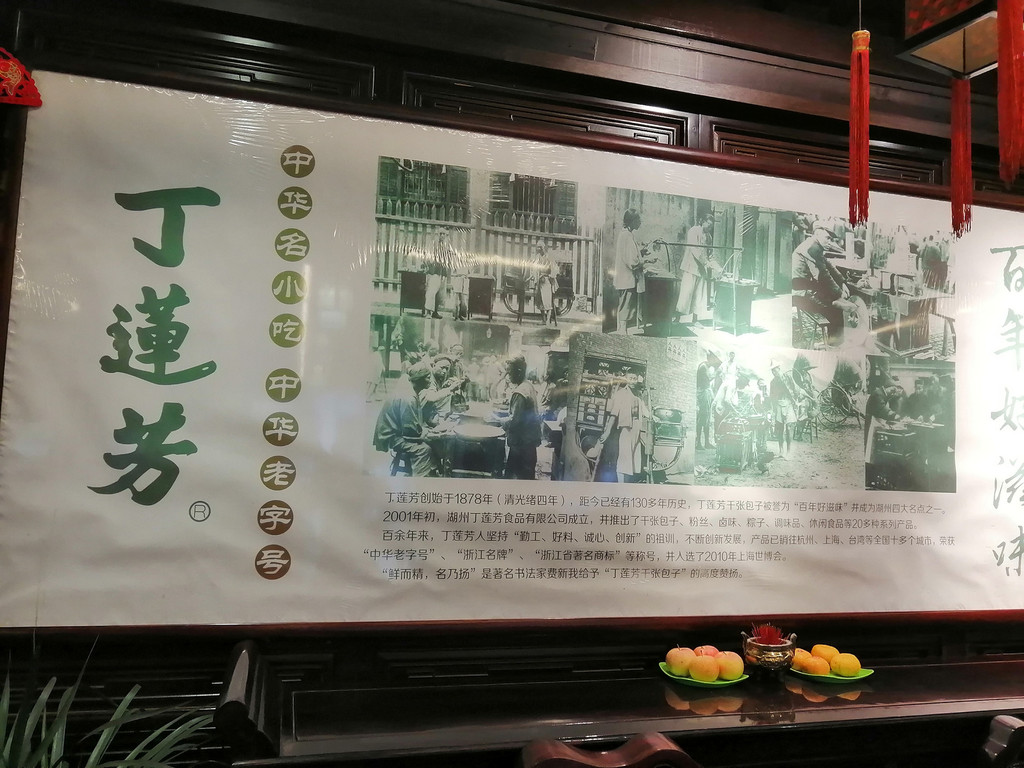 丁蓮芳
®
中华名小吃 中华老字号
丁莲芳创始于1878年(清光绪四年),距今已经有130多年历史,丁莲芳千张包子被誉为“百年好滋味”并成为湖州四大名点之一。
2001年初,湖州丁莲芳食品有限公司成立,并推出了千张包子、粉丝、卤味、粽子、调味品、休闲食品等20多种系列产品。
百余年来,丁莲芳人坚持“勤工、好料、诚心、创新”的祖训,不断创新发展,产品已销往杭州、上海、台湾等全国十多个城市,荣获
“中华老字号”、“浙江名牌”、“浙江省著名商标”等称号,并入选了2010年上海世博会。
“鲜而精,名乃扬”是著名书法家费新我给予“丁莲芳千张包子”的高度赞扬。
百年好滋味